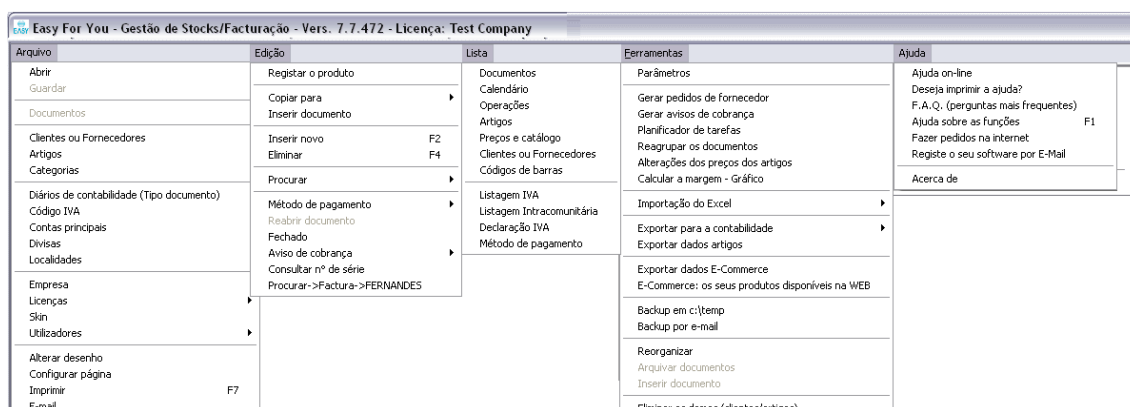 EASY Easy For You - Gestão de Stocks/Facturação - Vers. 7.7.472 - Licença: Test Company
Arquivo
Abrir
Guardar
Documentos
Clientes ou Fornecedores
Artigos
Categorias
Diários de contabilidade (Tipo documento)
Código IVA
Contas principais
Divisas
Localidades
Empresa
Licenças
Skin
Utilizadores
Alterar desenho
Configurar página
Imprimir F7
E-mail
Edição
Registar o produto
Copiar para
Inserir documento
Inserir novo F2
Eliminar F4
Procurar
Método de pagamento
Reabrir documento
Fechado
Aviso de cobrança
Consultar nº de série
Procurar->Factura->FERNANDES
Lista
Documentos
Calendário
Operações
Artigos
Preços e catálogo
Clientes ou Fornecedores
Códigos de barras
Listagem IVA
Listagem Intracomunitária
Declaração IVA
Método de pagamento
Ferramentas
Parâmetros
Gerar pedidos de fornecedor
Gerar avisos de cobrança
Planificador de tarefas
Reagrupar os documentos
Alterações dos preços dos artigos
Calcular a margem - Gráfico
Importação do Excel
Exportar para a contabilidade
Exportar dados artigos
Exportar dados E-Commerce
E-Commerce: os seus produtos disponíveis na WEB
Backup em c:\temp
Backup por e-mail
Reorganizar
Arquivar documentos
Inserir documento
Ajuda
Ajuda on-line
Deseja imprimir a ajuda?
F.A.Q. (perguntas mais frequentes)
Ajuda sobre as funções F1
Fazer pedidos na internet
Registe o seu software por E-Mail
Acerca de